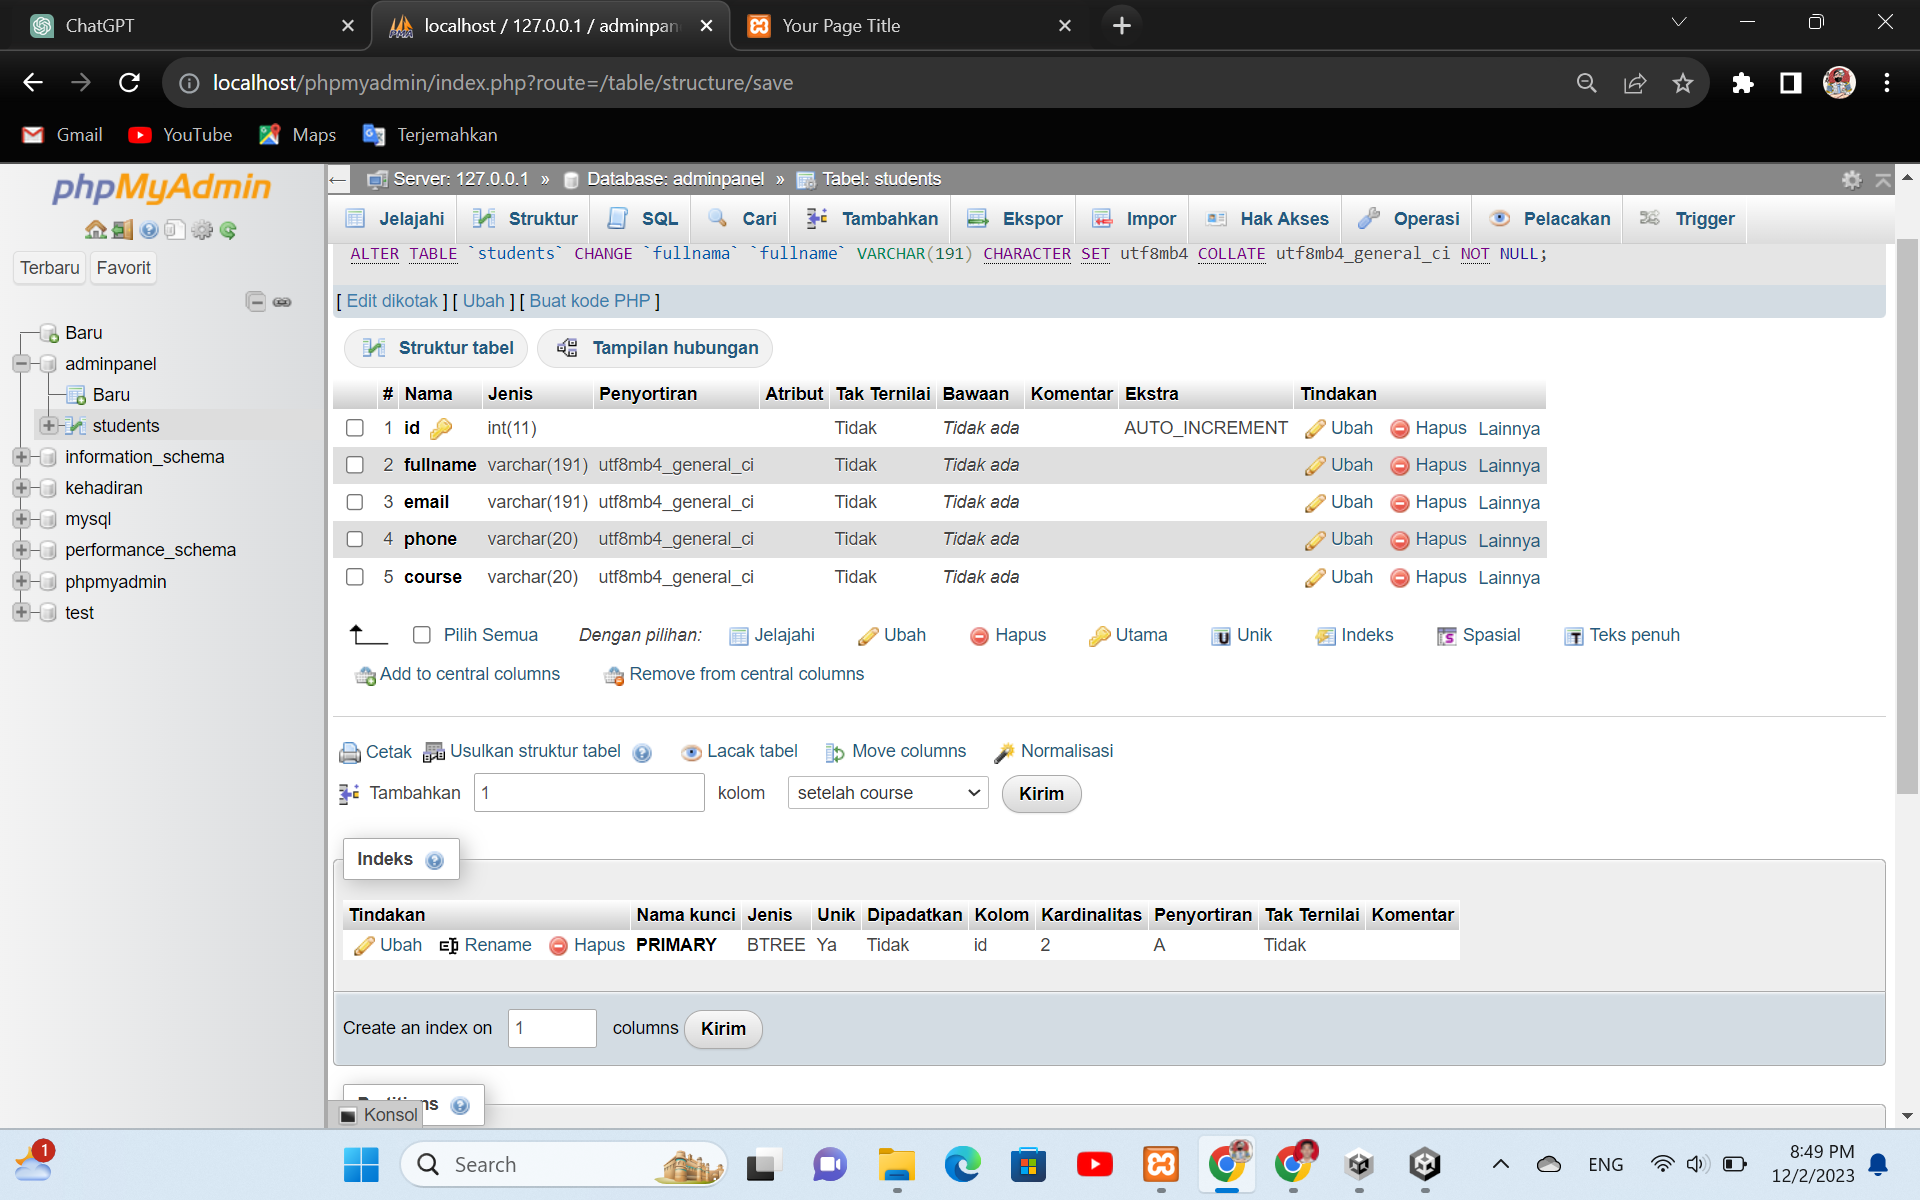 ChatGPT
localhost / 127.0.0.1 / adminpan
Your Page Title
localhost/phpmyadmin/index.php?route=/table/structure/save
Gmail YouTube Maps Terjemahkan
phpMyAdmin
Terbaru Favorit
Baru
adminpanel
Baru
students
information_schema
kehadiran
mysql
performance_schema
phpmyadmin
test
Server: 127.0.0.1 » Database: adminpanel » Tabel: students
Jelajahi Struktur SQL Cari Tambahkan Ekspor Impor Hak Akses Operasi Pelacakan Trigger
ALTER TABLE `students` CHANGE `fullnama` `fullname` VARCHAR(191) CHARACTER SET utf8mb4 COLLATE utf8mb4_general_ci NOT NULL;
[ Edit dikotak ] [ Ubah ] [ Buat kode PHP ]
Struktur tabel Tampilan hubungan
# Nama Jenis Penyortiran Atribut Tak Ternilai Bawaan Komentar Ekstra Tindakan
1 id int(11) Tidak Tidak ada AUTO_INCREMENT Ubah Hapus Lainnya
2 fullname varchar(191) utf8mb4_general_ci Tidak Tidak ada Ubah Hapus Lainnya
3 email varchar(191) utf8mb4_general_ci Tidak Tidak ada Ubah Hapus Lainnya
4 phone varchar(20) utf8mb4_general_ci Tidak Tidak ada Ubah Hapus Lainnya
5 course varchar(20) utf8mb4_general_ci Tidak Tidak ada Ubah Hapus Lainnya
Pilih Semua Dengan pilihan: Jelajahi Ubah Hapus Utama Unik Indeks Spasial Teks penuh
Add to central columns Remove from central columns
Cetak Usulkan struktur tabel Lacak tabel Move columns Normalisasi
Tambahkan 1 kolom setelah course Kirim
Indeks
Tindakan Nama kunci Jenis Unik Dipadatkan Kolom Kardinalitas Penyortiran Tak Ternilai Komentar
Ubah Rename Hapus PRIMARY BTREE Ya Tidak id 2 A Tidak
Create an index on 1 columns Kirim
Konsol
1
Search
ENG
8:49 PM
12/2/2023